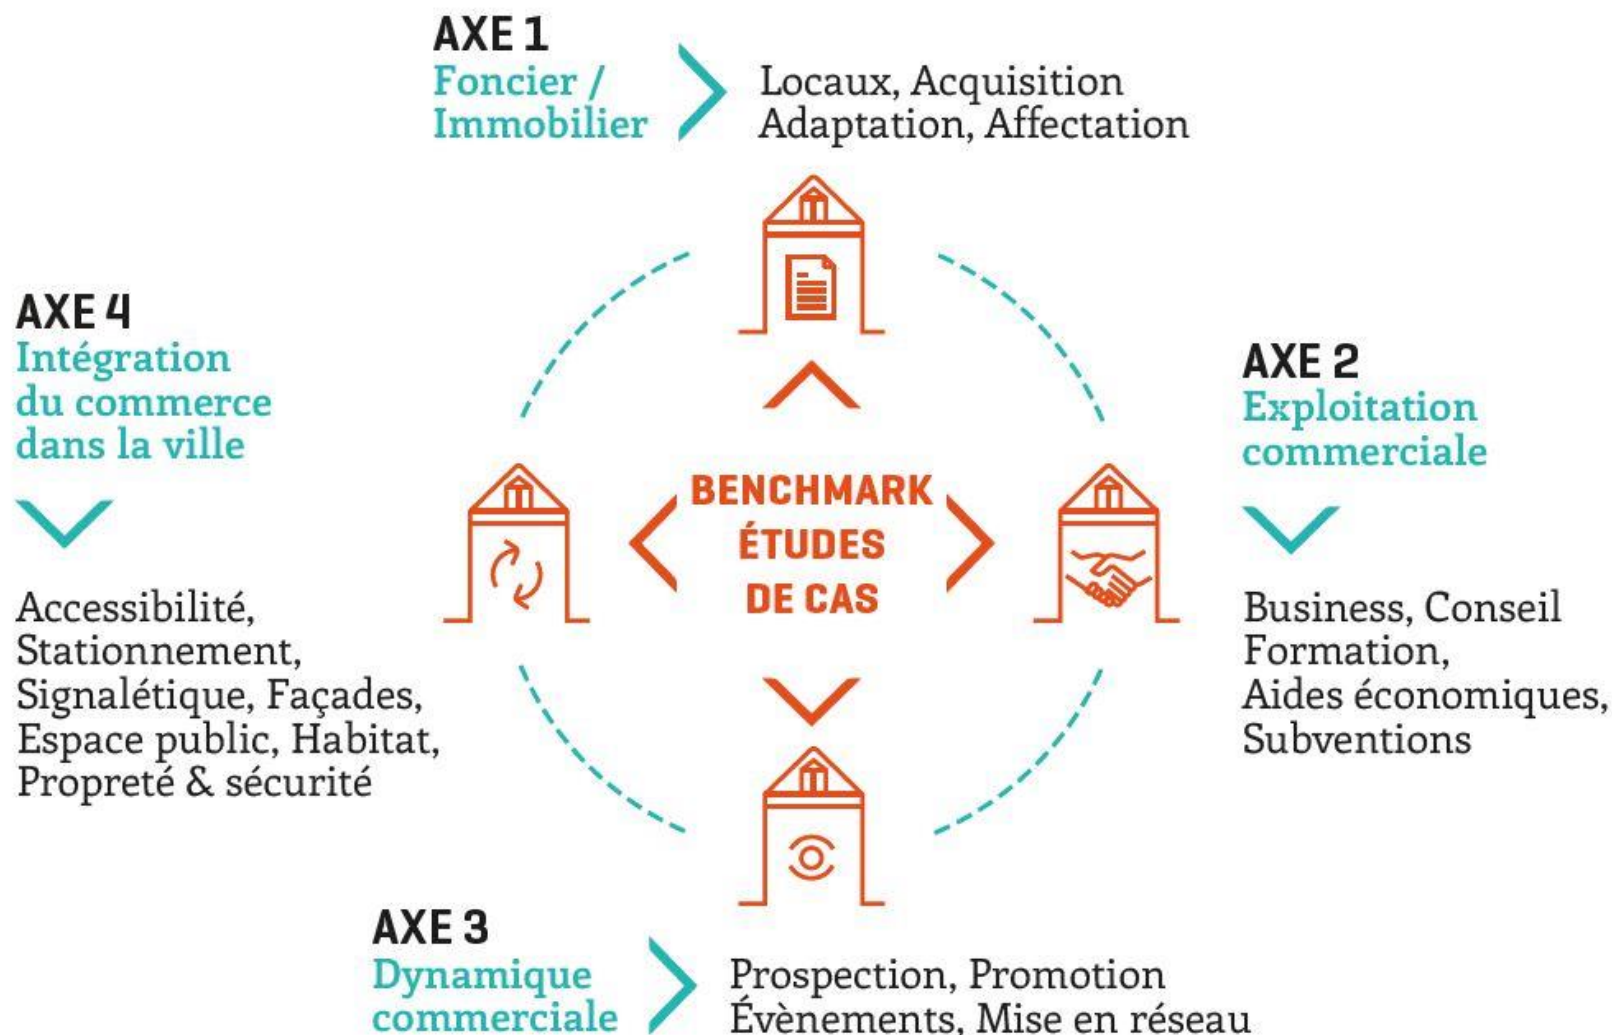 AXE 1
Foncier /
Immobilier
Locaux, Acquisition
Adaptation, Affectation
AXE 4
Intégration
du commerce
dans la ville
Accessibilité,
Stationnement,
Signalétique, Façades,
Espace public, Habitat,
Propreté & sécurité
BENCHMARK
ÉTUDES
DE CAS
AXE 2
Exploitation
commerciale
Business, Conseil
Formation,
Aides économiques,
Subventions
AXE 3
Dynamique
commerciale
Prospection, Promotion
Évènements, Mise en réseau